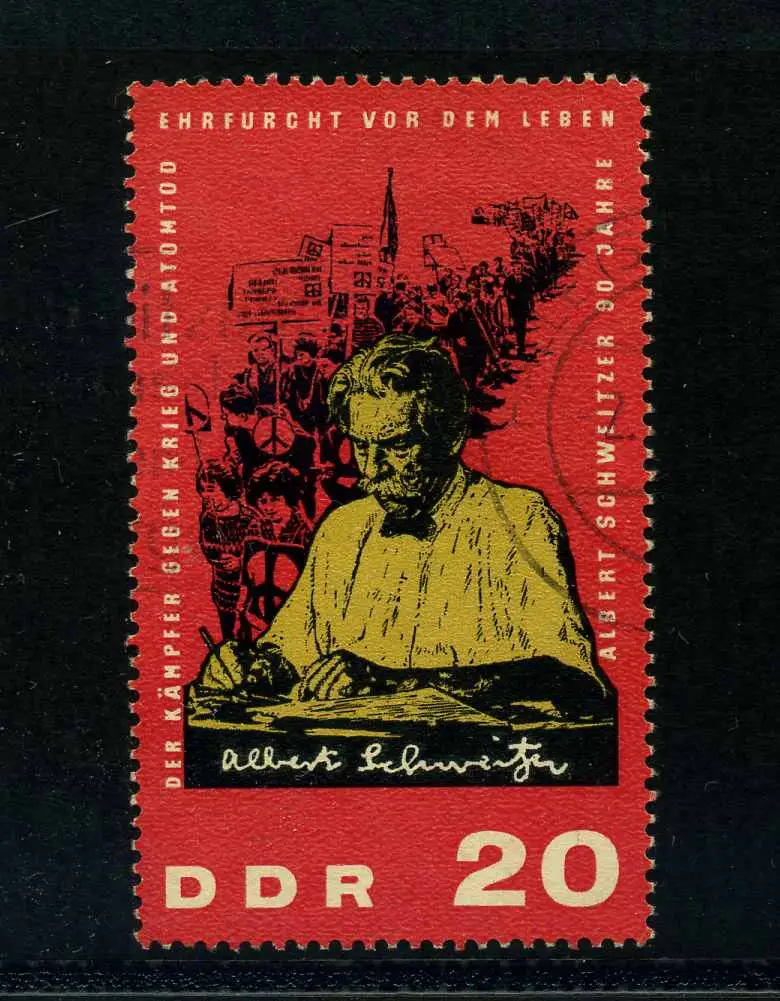 EHRFURCHT VOR DEM LEBEN
DER KÄMPFER GEGEN KRIEG UND ATOMTOD
ALBERT SCHWEITZER 90 JAHRE
Albert Schweitzer
DDR 20